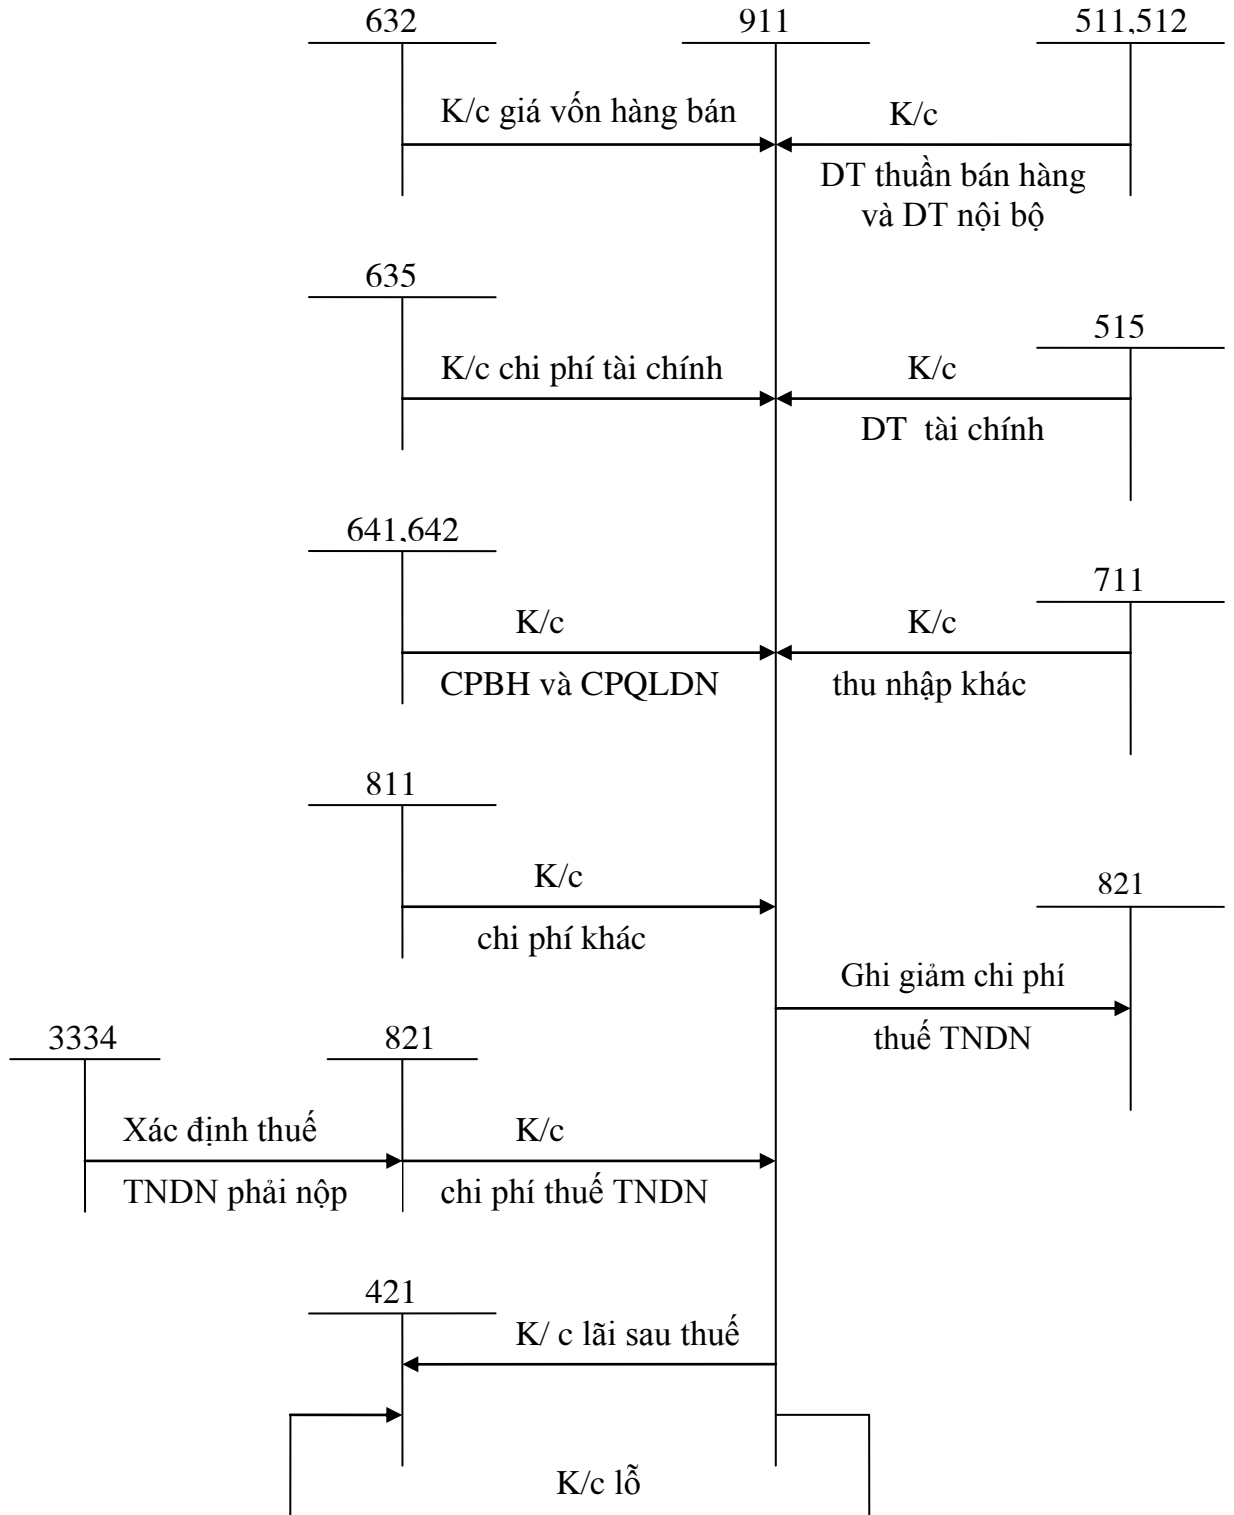 632
911
511,512
K/c giá vốn hàng bán
K/c
DT thuần bán hàng
và DT nội bộ
635
515
K/c chi phí tài chính
K/c
DT tài chính
641,642
711
K/c
K/c
CPBH và CPQLDN
thu nhập khác
811
821
K/c
chi phí khác
Ghi giảm chi phí
thuế TNDN
3334
821
Xác định thuế
K/c
TNDN phải nộp
chi phí thuế TNDN
421
K/ c lãi sau thuế
K/c lỗ